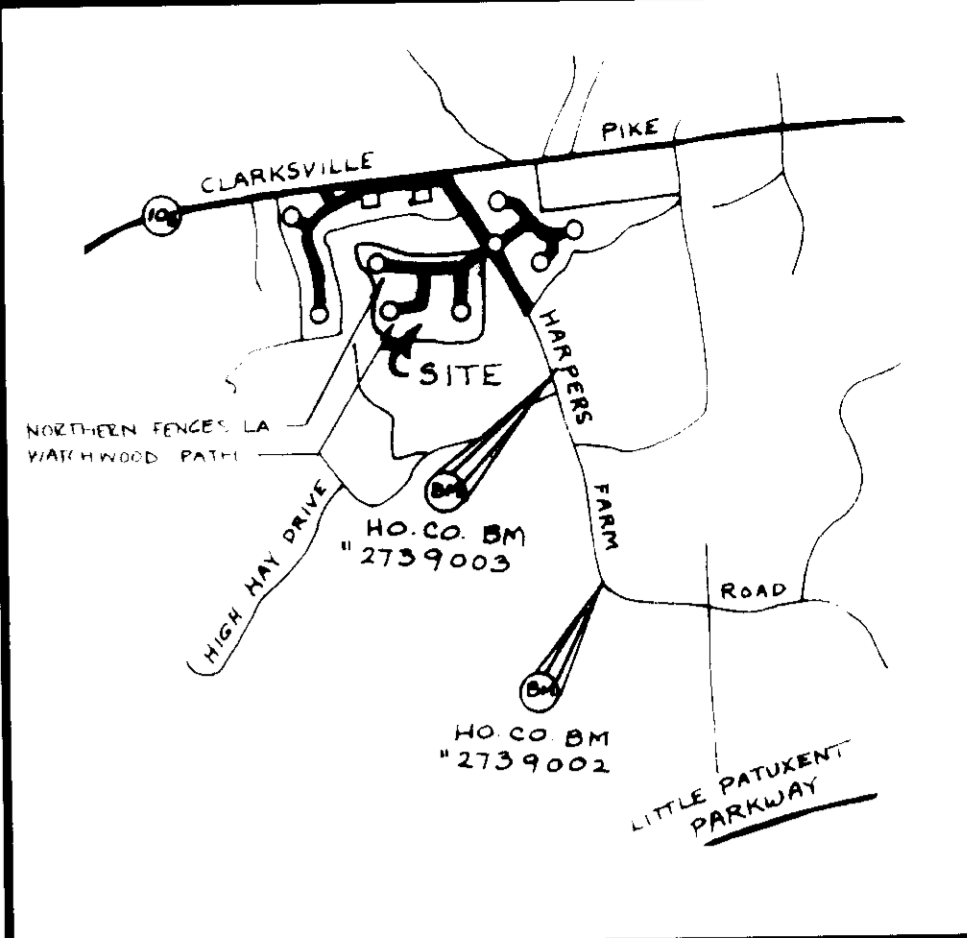 PIKE
CLARKSVILLE
HARPERS
SITE
NORTHERN FENCES LA
WATCHWOOD PATH
BM
FARM
HIGH HAY DRIVE
HO. CO. BM
"2739003
ROAD
BM
HO. CO. BM
"2739002
LITTLE PATUXENT
PARKWAY